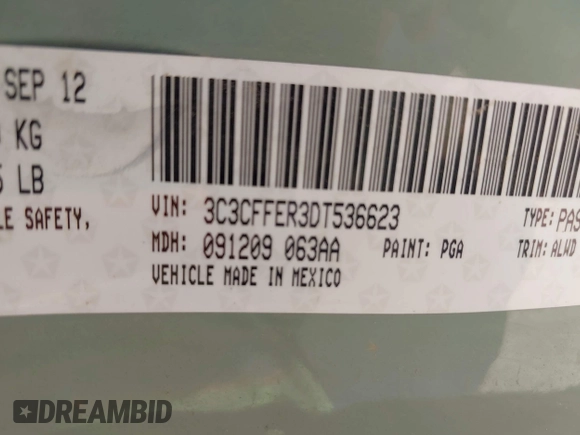 SEP 12
KG
LB
LE SAFETY,
VIN: 3C3CFFER3DT536623
TYPE: PAS
MDH: 091209 063AA
PAINT: PGA
TRIM: ALWD
VEHICLE MADE IN MEXICO
DREAMBID